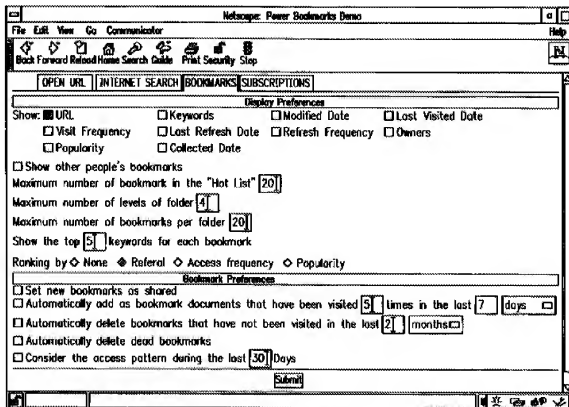 Netscape: Power Bookmarks Demo
File Edit View Go Communicator Help
Back Forward Reload Home Search Guide Print Security Stop N
OPEN URL INTERNET SEARCH BOOKMARKS SUBSCRIPTIONS
Display Preferences
Show: URL Keywords Modified Date Last Visited Date
Visit Frequency Last Refresh Date Refresh Frequency Owners
Popularity Collected Date
Show other people's bookmarks
Maximum number of bookmark in the "Hot List" 20
Maximum number of levels of folder 4
Maximum number of bookmarks per folder 20
Show the top 5 keywords for each bookmark
Ranking by None Referal Access frequency Popularity
Bookmark Preferences
Set new bookmarks as shared
Automatically add as bookmark documents that have been visited 5 times in the last 7 days
Automatically delete bookmarks that have not been visited in the last 2 months
Automatically delete dead bookmarks
Consider the access pattern during the last 30 Days
Submit